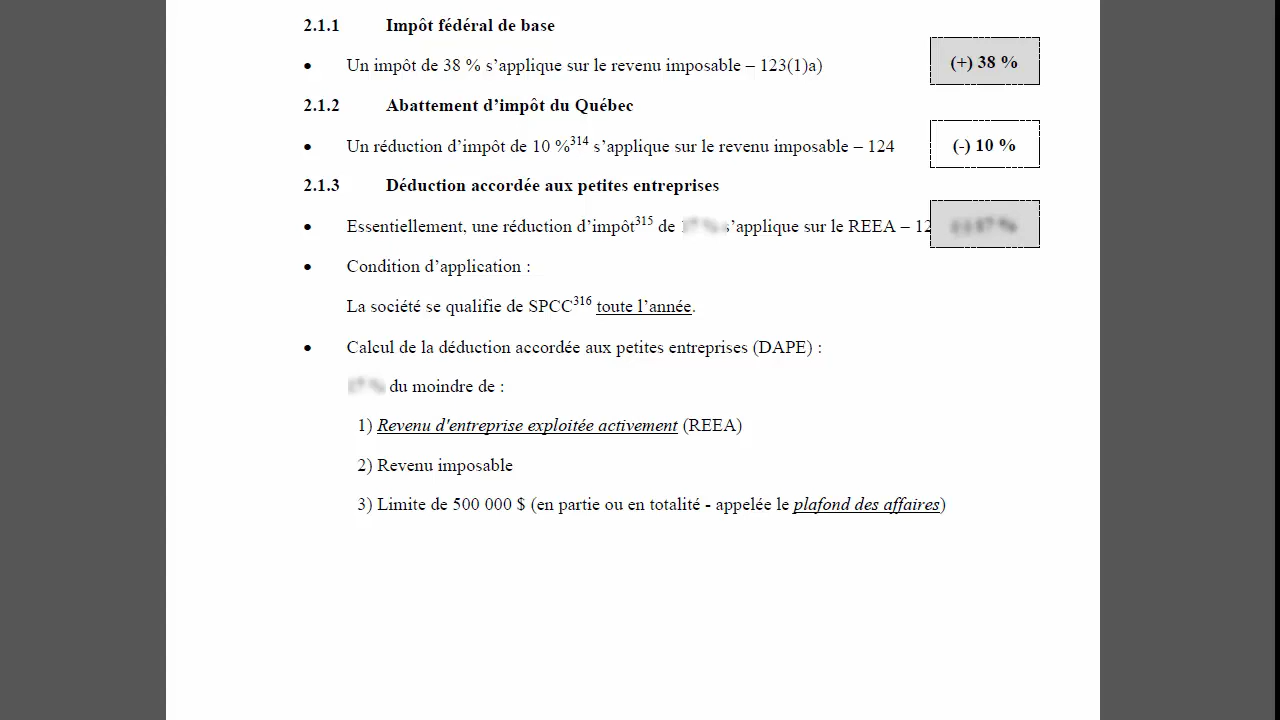 2.1.1 Impôt fédéral de base
• Un impôt de 38 % s’applique sur le revenu imposable – 123(1)a) (+) 38 %
2.1.2 Abattement d’impôt du Québec
• Un réduction d’impôt de 10 %314 s’applique sur le revenu imposable – 124 (-) 10 %
2.1.3 Déduction accordée aux petites entreprises
• Essentiellement, une réduction d’impôt315 de s’applique sur le REEA –
• Condition d’application :
La société se qualifie de SPCC316 toute l’année.
• Calcul de la déduction accordée aux petites entreprises (DAPE) :
du moindre de :
1) Revenu d'entreprise exploitée activement (REEA)
2) Revenu imposable
3) Limite de 500 000 $ (en partie ou en totalité - appelée le plafond des affaires)